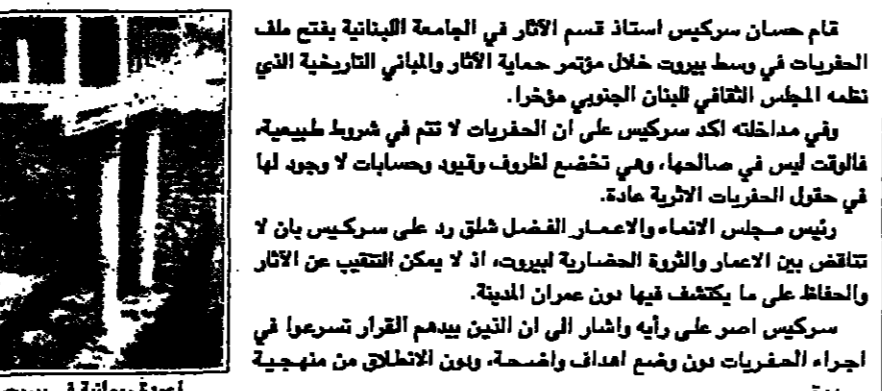 قام حسان سركيس استاذ قسم الآثار في الجامعة اللبنانية بفتح ملف
الحفريات في وسط بيروت خلال مؤتمر حماية الآثار والمباني التاريخية الذي
نظمه المجلس الثقافي للبنان الجنوبي مؤخرا.
وفي مداخلته اكد سركيس على ان الحفريات لا تتم في شروط طبيعية،
فالوقت ليس في صالحها، وهي تخضع لظروف وقيود وحسابات لا وجود لها
في حقول الحفريات الاثرية عادة.
رئيس مجلس الانماء والاعمار الفضل شلق رد على سركيس بان لا
تناقض بين الاعمار والثروة الحضارية لبيروت، اذ لا يمكن التنقيب عن الآثار
والحفاظ على ما يكتشف فيها دون عمران المدينة.
سركيس اصر على رأيه واشار الى ان الذين بيدهم القرار تسرعوا في
اجراء الحفريات دون وضع اهداف واضحة، ودون الانطلاق من منهجية